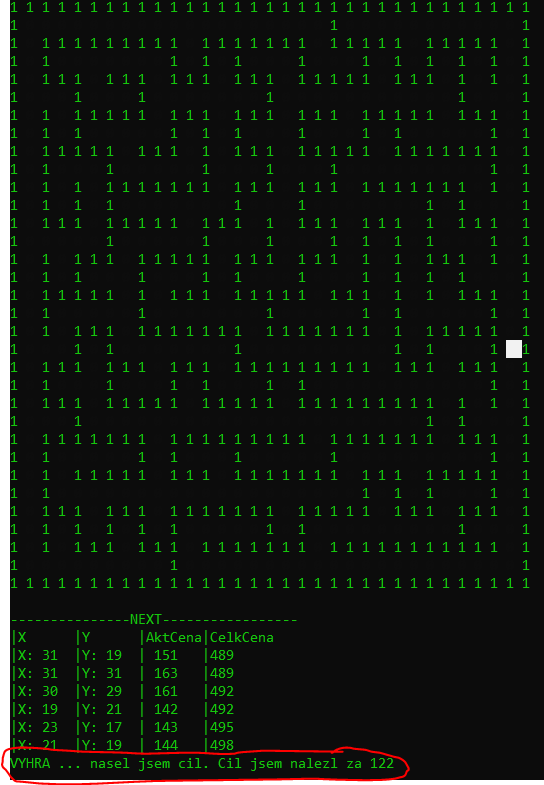 1 1 1 1 1 1 1 1 1 1 1 1 1 1 1 1 1 1 1 1 1 1 1 1 1 1 1 1 1 1 1 1 1
1                                       1                       1
1   1 1 1 1 1 1 1 1 1   1 1 1 1 1 1 1   1 1 1 1 1   1 1 1 1 1   1
1   1               1   1   1       1       1   1   1       1   1
1   1 1 1   1 1 1   1   1   1 1 1   1 1 1 1 1   1 1 1   1 1 1   1
1       1       1               1                       1       1
1   1   1 1 1 1 1   1 1 1   1   1 1 1   1   1 1 1 1 1   1 1 1   1
1   1   1           1   1   1       1       1   1           1   1
1 1 1 1 1 1 1   1 1 1   1   1 1 1 1 1   1 1 1   1 1 1 1 1 1 1   1
1   1       1           1       1       1                   1   1
1   1   1   1 1 1 1 1 1 1   1 1 1   1   1 1 1 1 1 1 1 1 1   1   1
1                           1       1               1   1       1
1   1 1 1   1 1 1 1 1   1 1 1   1   1 1 1   1 1 1   1   1 1 1   1
1           1           1       1       1   1   1           1   1
1   1   1 1 1   1 1 1 1 1   1 1 1 1 1   1   1   1   1 1 1   1   1
1       1       1       1           1       1   1   1           1
1   1 1 1 1 1   1   1 1 1   1 1 1 1 1   1 1 1   1   1   1 1 1   1
1   1           1           1           1       1           1   1
1   1   1 1 1 1 1 1 1 1 1   1   1 1 1 1 1 1 1   1   1 1 1 1 1   1
1       1   1               1                   1   1       1   1
1   1 1 1   1 1 1 1 1   1 1 1 1 1 1 1 1 1 1 1   1 1 1   1 1 1   1
1   1       1       1   1       1   1                       1   1
1   1 1 1   1 1 1 1 1   1 1 1 1 1   1 1 1 1 1 1 1 1 1   1   1   1
1       1                                           1   1       1
1   1 1 1 1 1 1 1   1 1 1 1 1 1 1 1 1   1 1 1 1 1 1 1   1 1 1   1
1               1   1       1           1                   1   1
1   1   1 1 1 1 1   1 1 1 1 1 1 1 1 1 1 1   1 1 1   1 1 1 1 1   1
1   1                                       1   1   1       1   1
1   1 1 1   1 1 1   1 1 1 1 1 1 1   1 1 1 1 1   1 1 1   1 1 1   1
1   1   1   1   1   1           1   1                   1       1
1   1   1 1 1   1 1 1   1 1 1 1 1 1 1   1 1 1 1 1 1 1 1 1 1 1   1
1                   1                                           1
1 1 1 1 1 1 1 1 1 1 1 1 1 1 1 1 1 1 1 1 1 1 1 1 1 1 1 1 1 1 1 1 1
---------------NEXT-----------------
|X      |Y      |AktCena|CelkCena
|X: 31  |Y: 19  | 151   |489
|X: 31  |Y: 31  | 163   |489
|X: 30  |Y: 29  | 161   |492
|X: 19  |Y: 21  | 142   |492
|X: 23  |Y: 17  | 143   |495
|X: 21  |Y: 19  | 144   |498
VYHRA ... nasel jsem cil. Cil jsem nalezl za 122